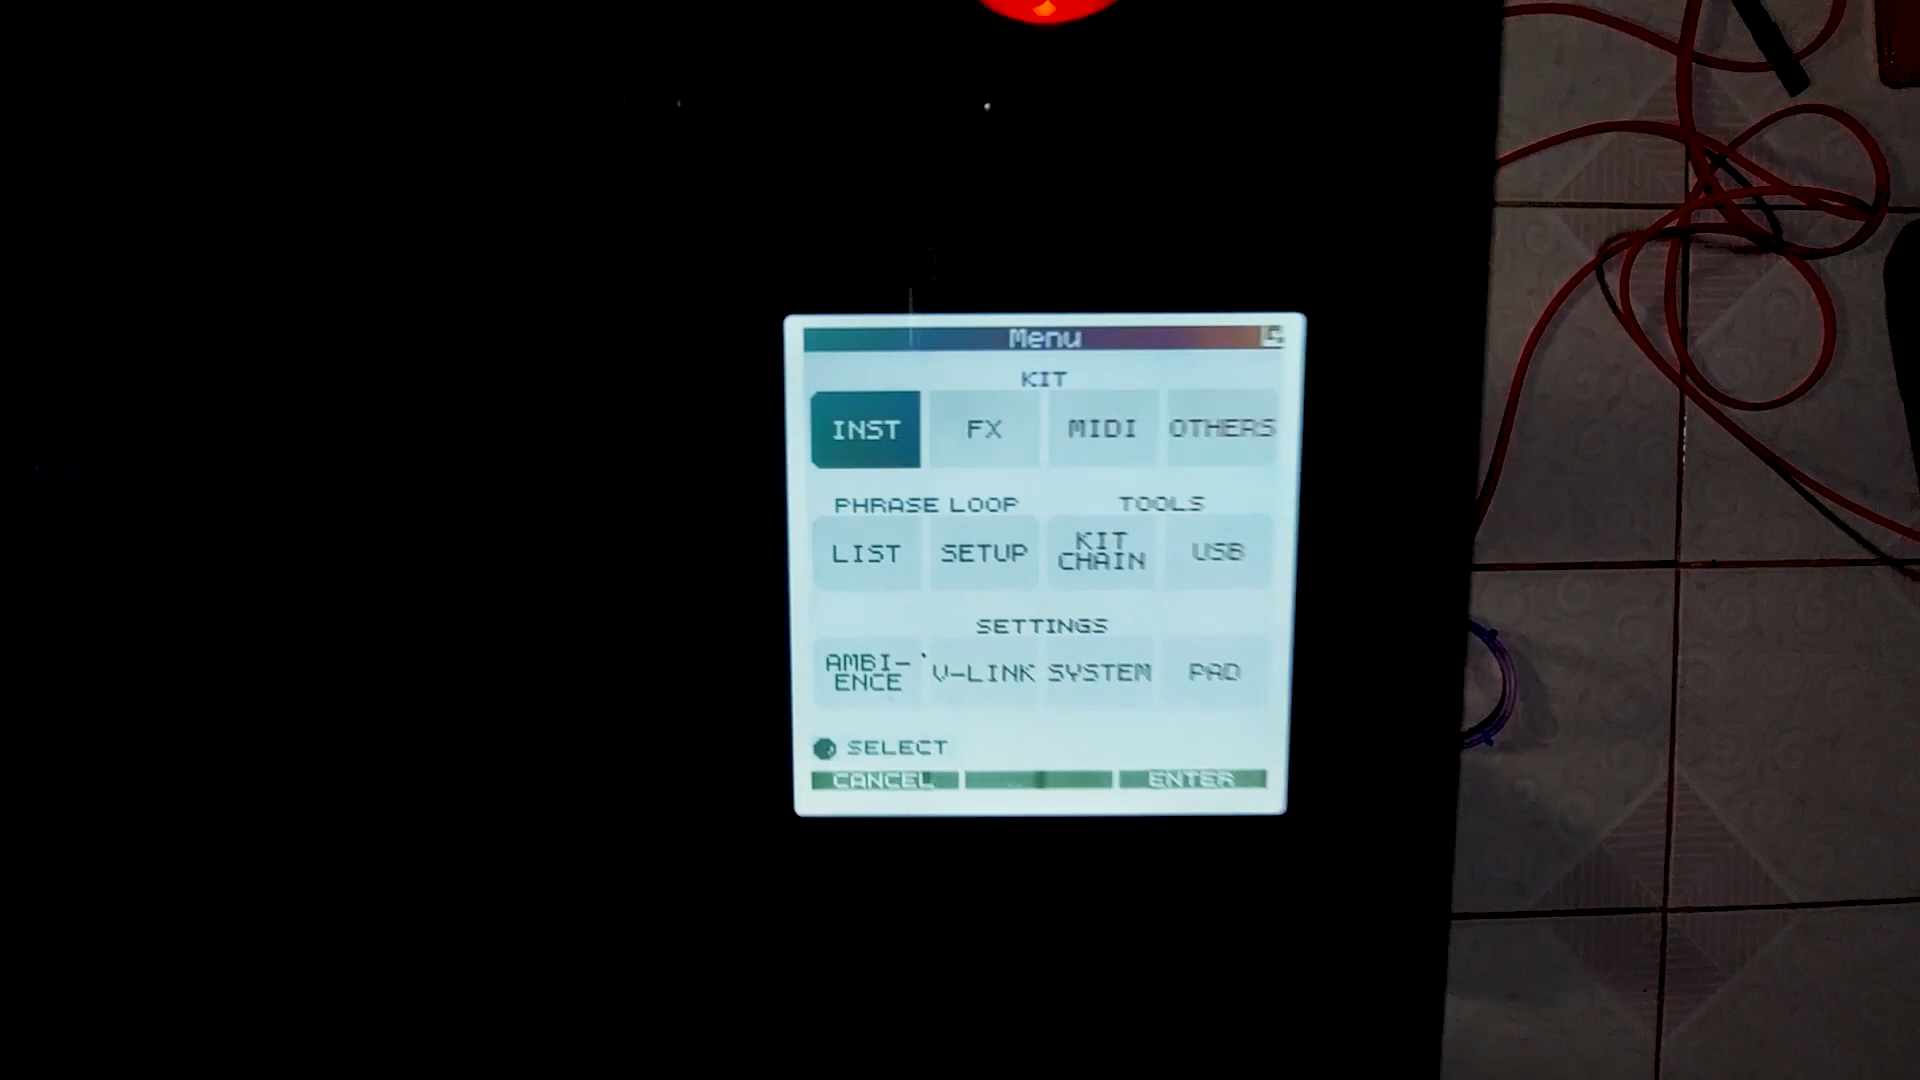 Menu
KIT
INST FX MIDI OTHERS
PHRASE LOOP TOOLS
LIST SETUP KIT CHAIN USB
SETTINGS
AMBI-ENCE V-LINK SYSTEM PAD
SELECT
CANCEL ENTER